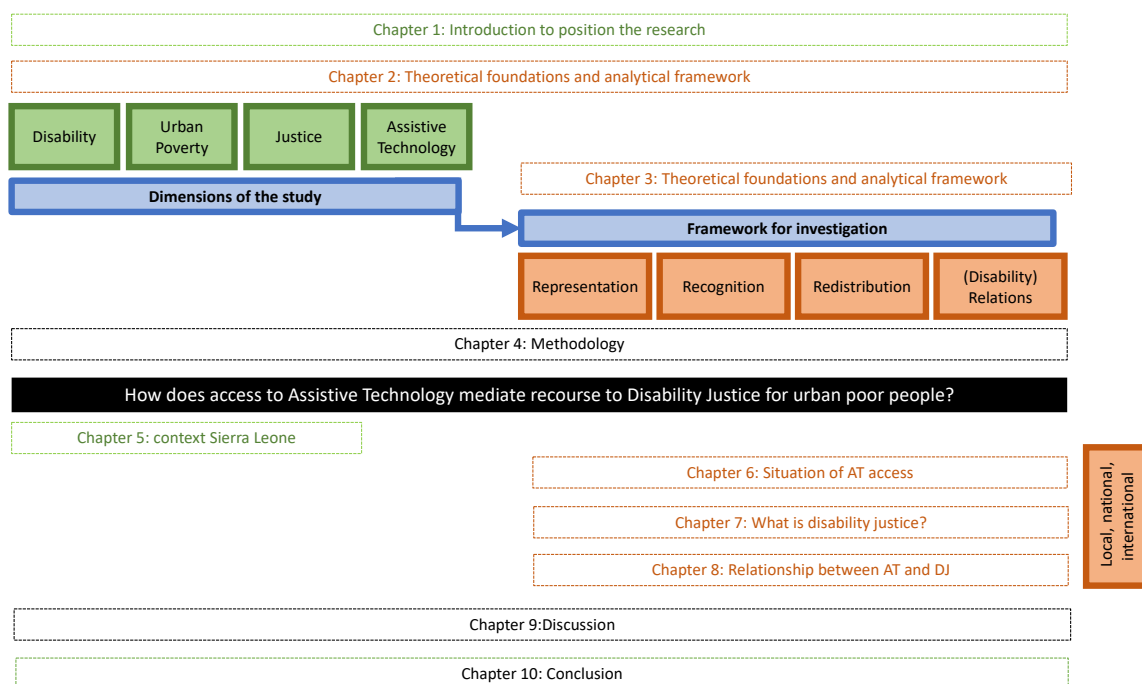 Chapter 1: Introduction to position the research
Chapter 2: Theoretical foundations and analytical framework
Disability
Urban
Poverty
Justice
Assistive
Technology
Dimensions of the study
Chapter 3: Theoretical foundations and analytical framework
Framework for investigation
Representation
Recognition
Redistribution
(Disability)
Relations
Chapter 4: Methodology
How does access to Assistive Technology mediate recourse to Disability Justice for urban poor people?
Chapter 5: context Sierra Leone
Chapter 6: Situation of AT access
Chapter 7: What is disability justice?
Chapter 8: Relationship between AT and DJ
Local, national,
international
Chapter 9:Discussion
Chapter 10: Conclusion